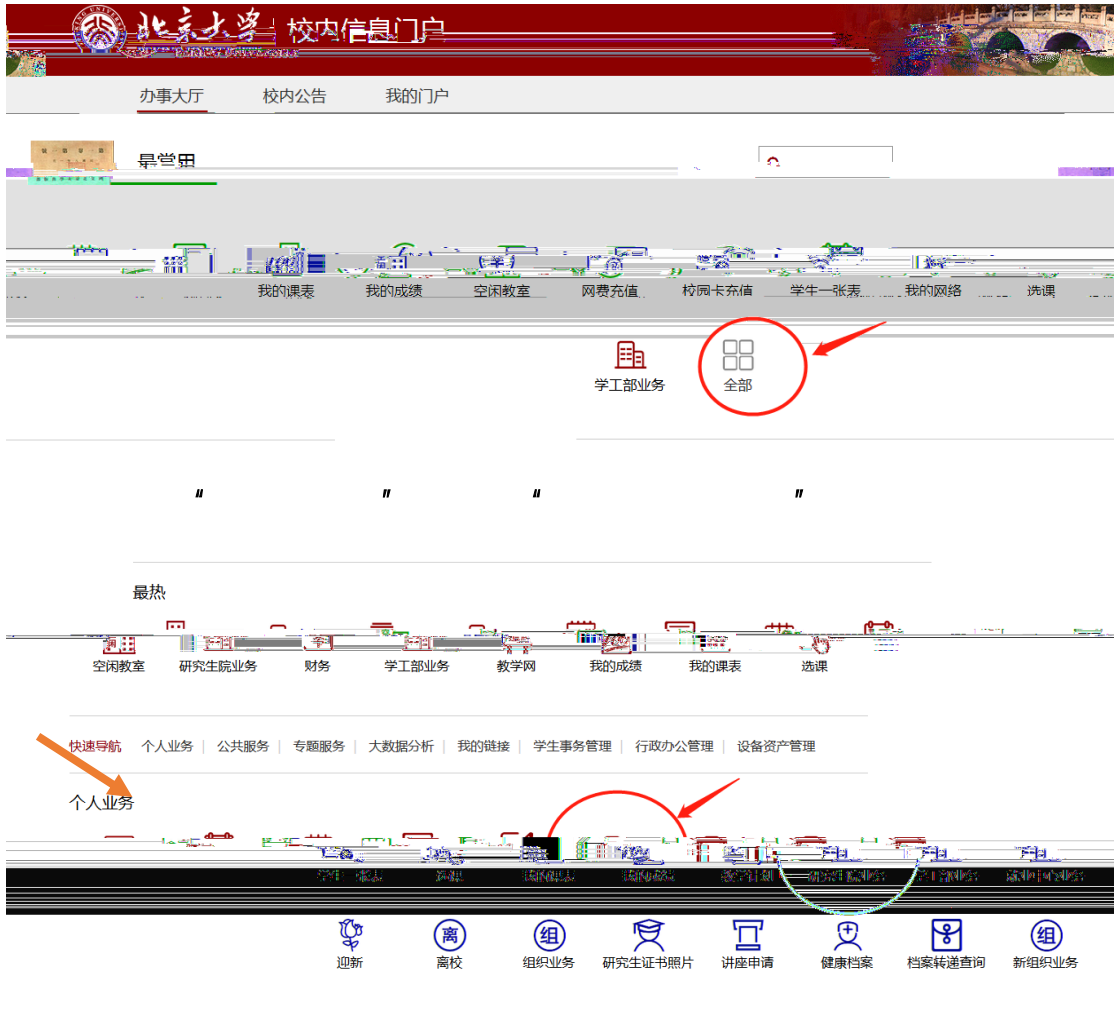 北京大学 校内信息门户
办事大厅 校内公告 我的门户
最常用
我的课表 我的成绩 空闲教室 网费充值 校园卡充值 学生一张表 我的网络 选课
学工部业务 全部
“ ” “ ”
最热
空闲教室 研究生院业务 财务 学工部业务 教学网 我的成绩 我的课表 选课
快速导航 个人业务 | 公共服务 | 专题服务 | 大数据分析 | 我的链接 | 学生事务管理 | 行政办公管理 | 设备资产管理
个人业务
离 组 组
迎新 离校 组织业务 研究生证书照片 讲座申请 健康档案 档案转递查询 新组织业务